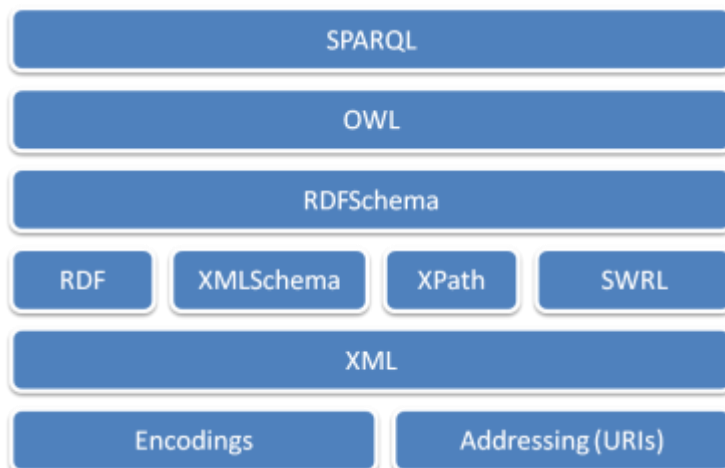 SPARQL
OWL
RDFSchema
RDF XMLSchema XPath SWRL
XML
Encodings Addressing (URIs)